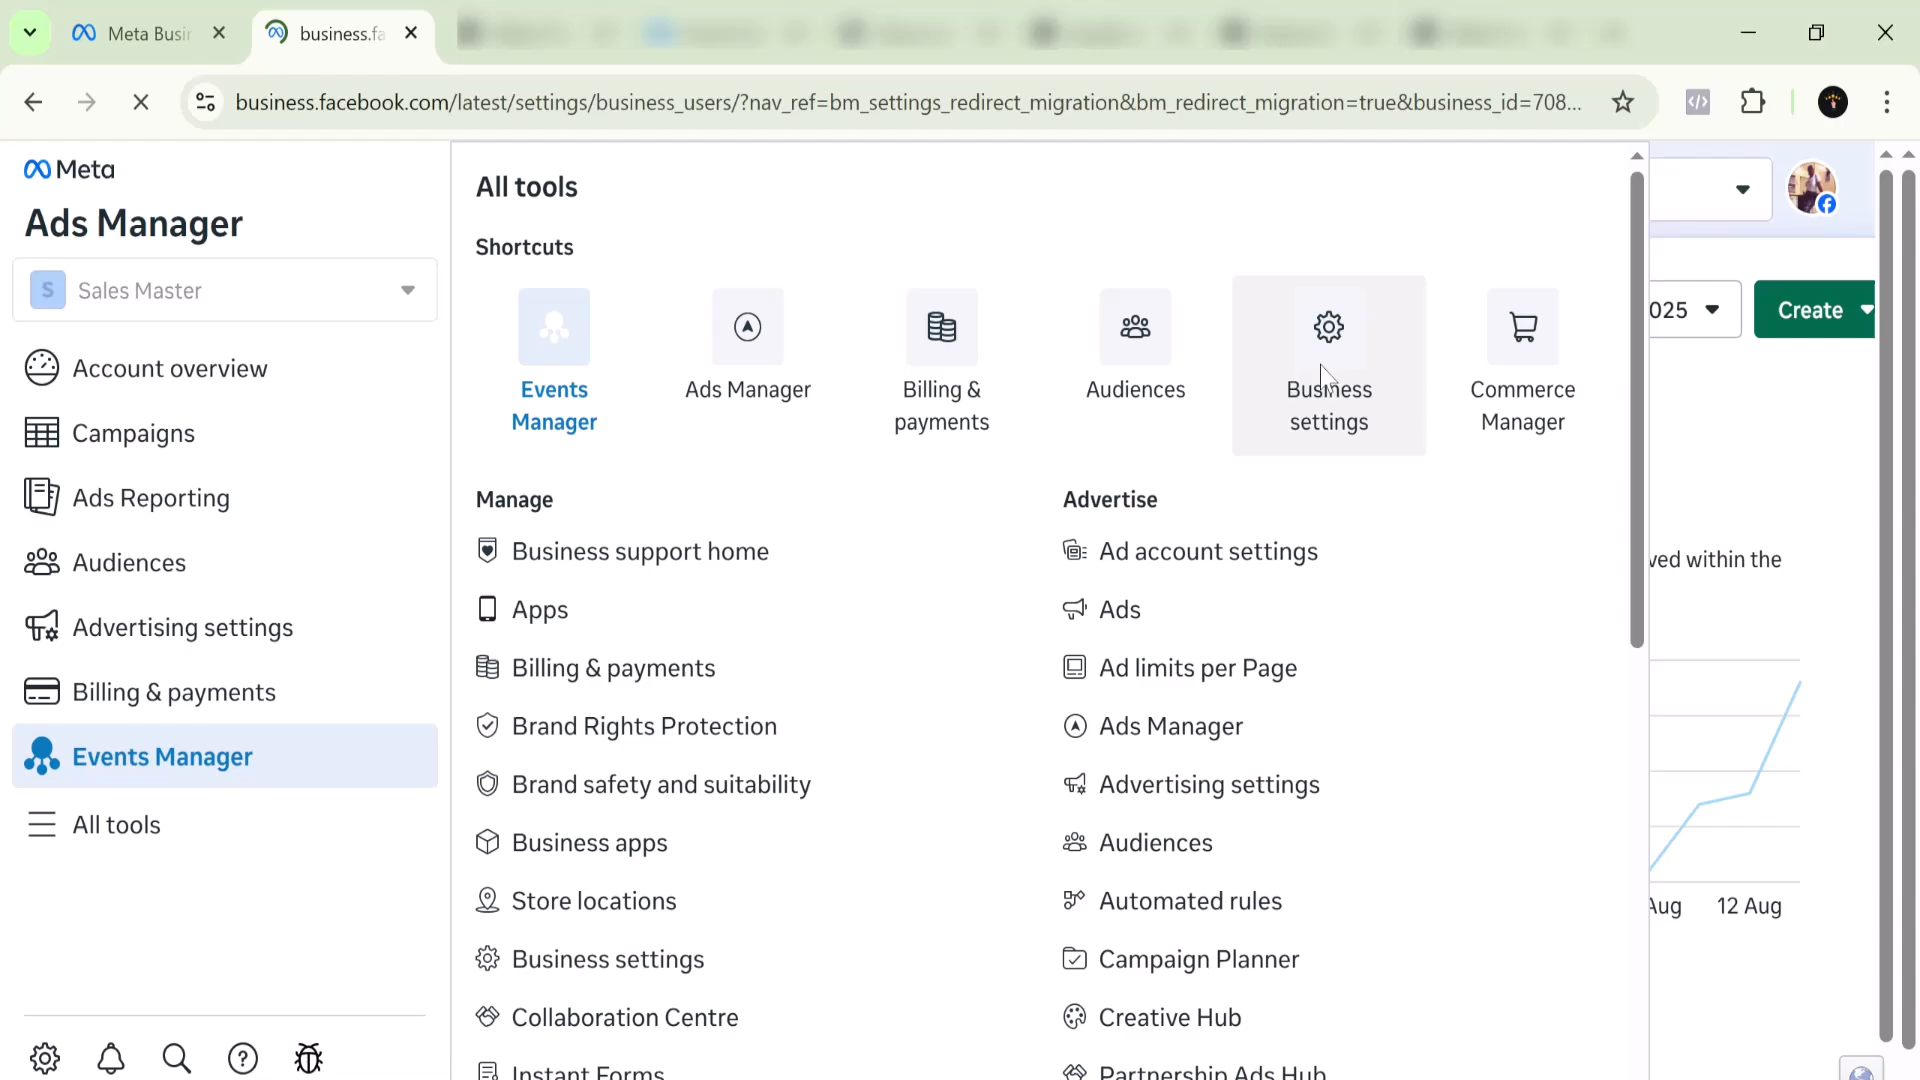 Meta Busin
business.fa
business.facebook.com/latest/settings/business_users/?nav_ref=bm_settings_redirect_migration&bm_redirect_migration=true&business_id=708...
Meta
Ads Manager
S Sales Master
Account overview
Campaigns
Ads Reporting
Audiences
Advertising settings
Billing & payments
Events Manager
All tools
All tools
Shortcuts
Events
Manager
Ads Manager
Billing &
payments
Audiences
Business
settings
Commerce
Manager
Manage
Business support home
Apps
Billing & payments
Brand Rights Protection
Brand safety and suitability
Business apps
Store locations
Business settings
Collaboration Centre
Instant Forms
Advertise
Ad account settings
Ads
Ad limits per Page
Ads Manager
Advertising settings
Audiences
Automated rules
Campaign Planner
Creative Hub
Partnership Ads Hub
025
Create
ved within the
Aug
12 Aug